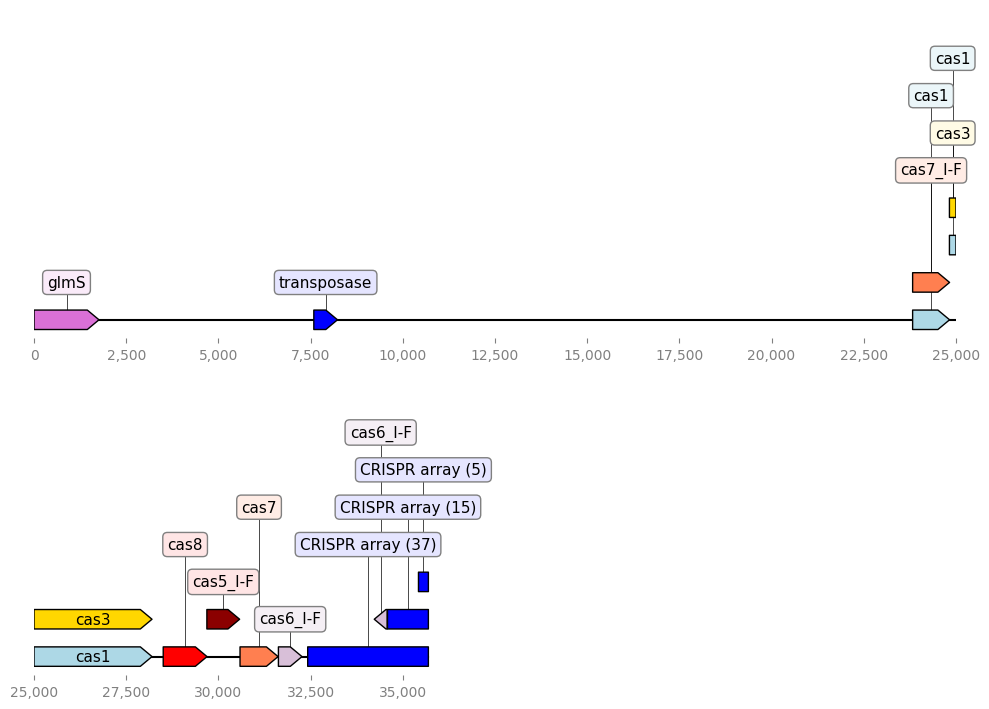 cas1
cas1
cas3
cas7_I-F
glmS
transposase
0 2,500 5,000 7,500 10,000 12,500 15,000 17,500 20,000 22,500 25,000
cas6_I-F
CRISPR array (5)
cas7
CRISPR array (15)
cas8
CRISPR array (37)
cas5_I-F
cas3
cas6_I-F
cas1
25,000 27,500 30,000 32,500 35,000